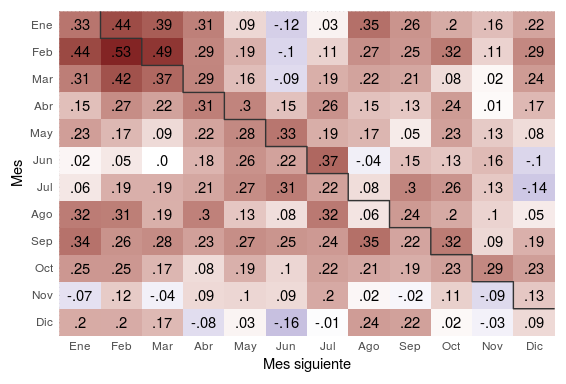 Ene .33 .44 .39 .31 .09 -.12 .03 .35 .26 .2 .16 .22
Feb .44 .53 .49 .29 .19 -.1 .11 .27 .25 .32 .11 .29
Mar .31 .42 .37 .29 .16 -.09 .19 .22 .21 .08 .02 .24
Abr .15 .27 .22 .31 .3 .15 .26 .15 .13 .24 .01 .17
May .23 .17 .09 .22 .28 .33 .19 .17 .05 .23 .13 .08
Jun .02 .05 .0 .18 .26 .22 .37 -.04 .15 .13 .16 -.1
Jul .06 .19 .19 .21 .27 .31 .22 .08 .3 .26 .13 -.14
Ago .32 .31 .19 .3 .13 .08 .32 .06 .24 .2 .1 .05
Sep .34 .26 .28 .23 .27 .25 .24 .35 .22 .32 .09 .19
Oct .25 .25 .17 .08 .19 .1 .22 .21 .19 .23 .29 .23
Nov -.07 .12 -.04 .09 .1 .09 .2 .02 -.02 .11 -.09 .13
Dic .2 .2 .17 -.08 .03 -.16 -.01 .24 .22 .02 -.03 .09
Ene Feb Mar Abr May Jun Jul Ago Sep Oct Nov Dic
Mes siguiente
Mes